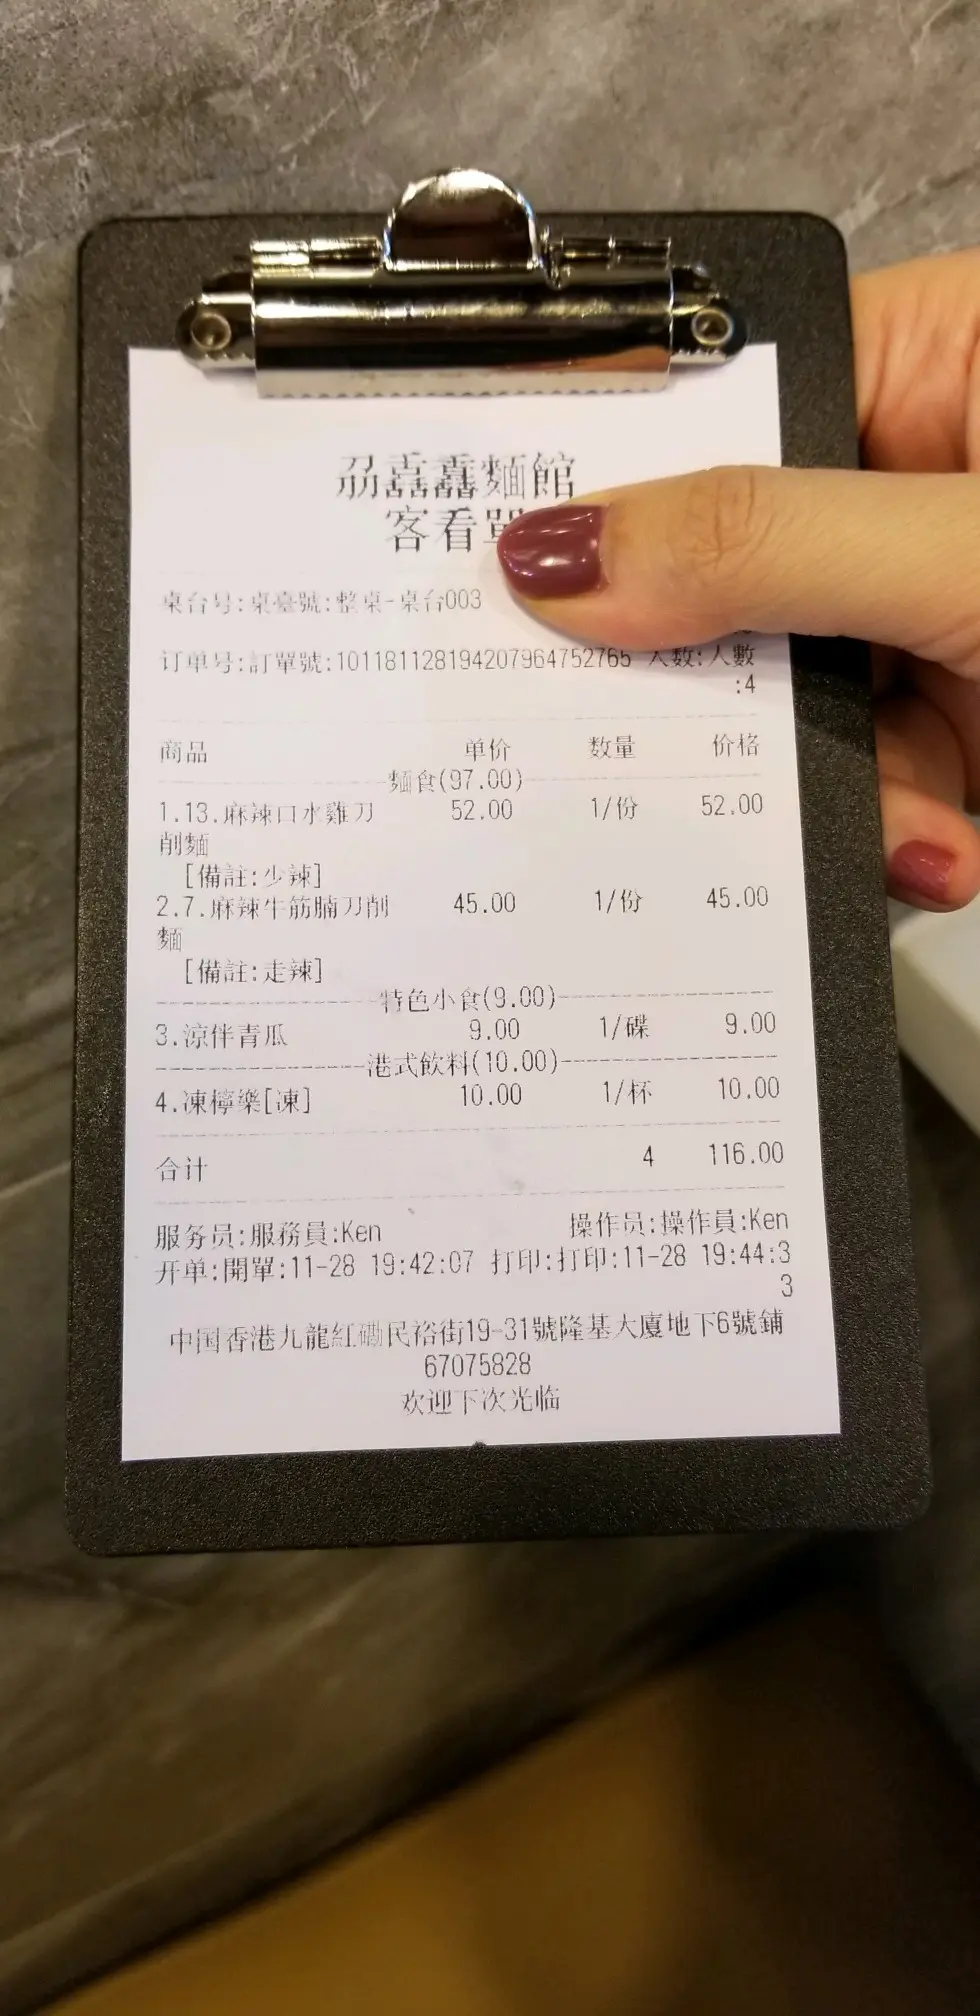 麵館
客看單
桌台号:桌臺號:整桌-桌台003
订单号:訂單號:101181128194207964752765 人数:人數
:4
商品 单价 数量 价格
麵食(97.00)
1.13.麻辣口水雞刀 52.00 1/份 52.00
削麵
[備註:少辣]
2.7.麻辣牛筋腩刀削 45.00 1/份 45.00
麵
[備註:走辣]
特色小食(9.00)
3.涼伴青瓜 9.00 1/碟 9.00
港式飲料(10.00)
4.凍檸樂[凍] 10.00 1/杯 10.00
合计 4 116.00
服务员:服務員:Ken 操作员:操作員:Ken
开单:開單:11-28 19:42:07 打印:打印:11-28 19:44:3
3
中国香港九龍紅磡民裕街19-31號隆基大廈地下6號鋪
67075828
欢迎下次光临